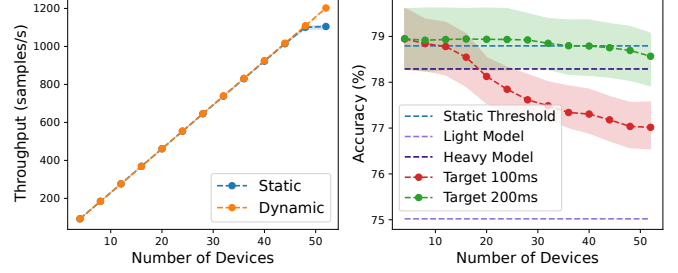 Throughput (samples/s)
1200
1000
800
600
400
200
10 20 30 40 50
Number of Devices
Static
Dynamic
Accuracy (%)
79
78
77
76
75
10 20 30 40 50
Number of Devices
Static Threshold
Light Model
Heavy Model
Target 100ms
Target 200ms